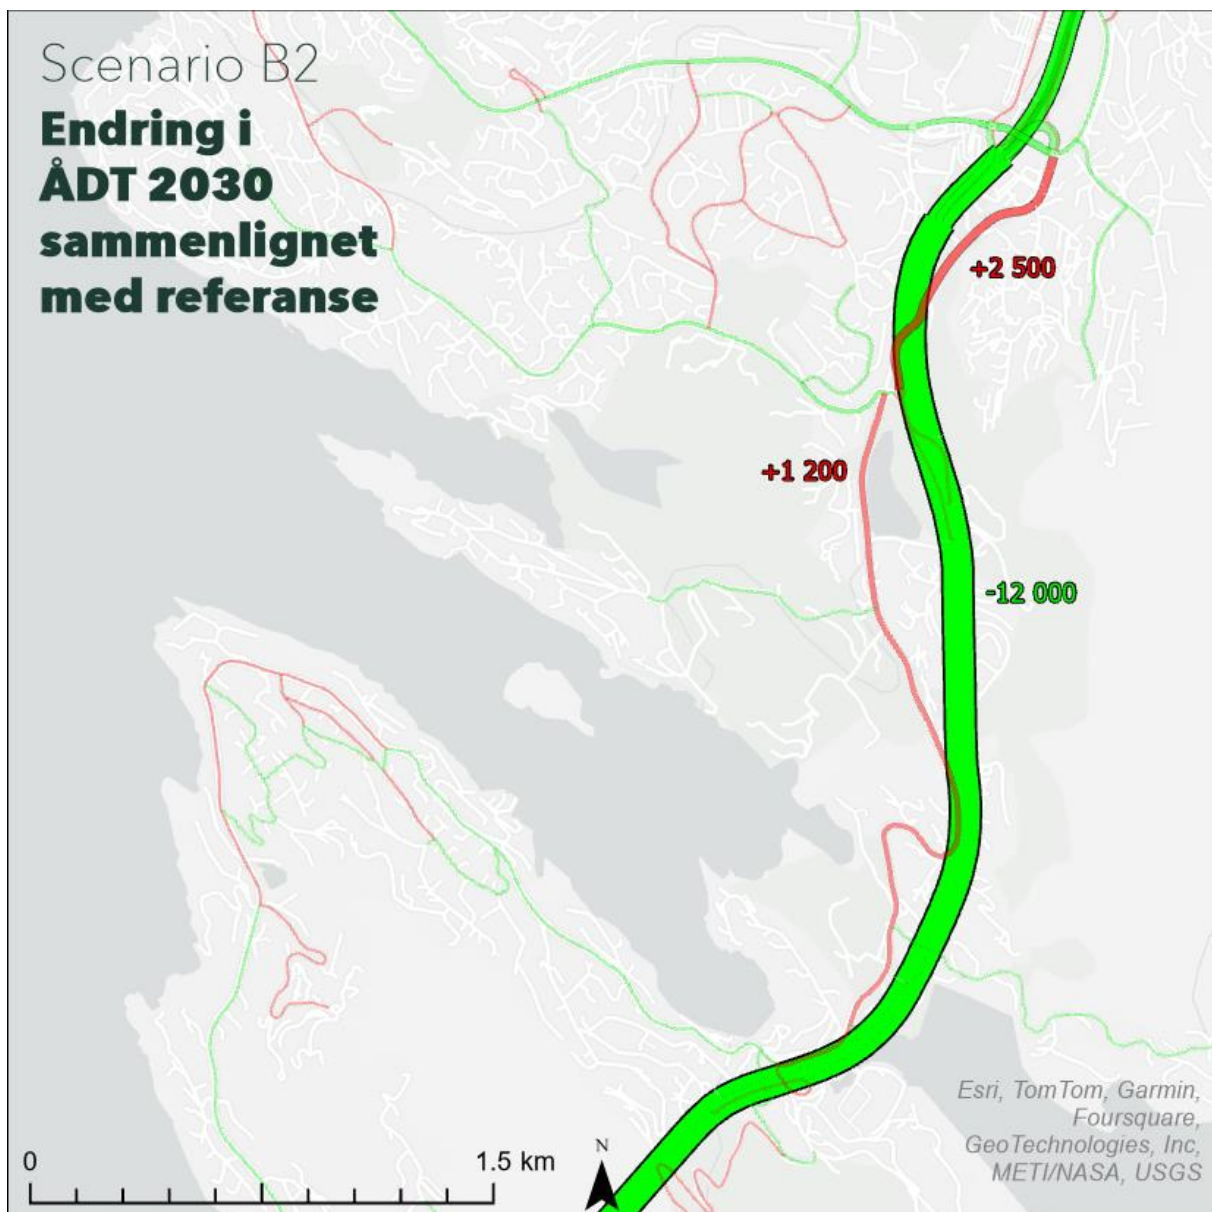 Scenario B2
Endring i
ÅDT 2030
sammenlignet
med referanse
+2 500
+1 200
-12 000
Esri, TomTom, Garmin,
Foursquare,
GeoTechnologies, Inc,
METI/NASA, USGS
0
1.5 km
N